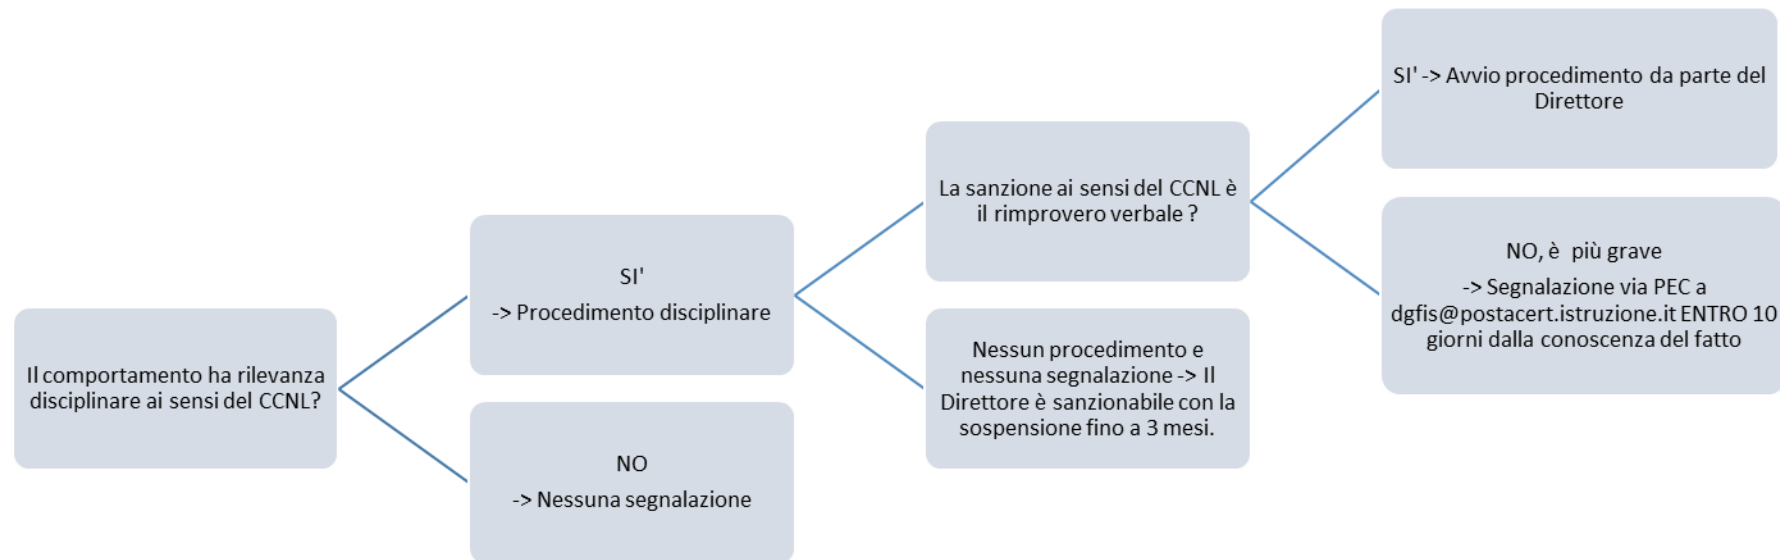 Il comportamento ha rilevanza
disciplinare ai sensi del CCNL?
SI'
-> Procedimento disciplinare
NO
-> Nessuna segnalazione
La sanzione ai sensi del CCNL è
il rimprovero verbale ?
Nessun procedimento e
nessuna segnalazione -> Il
Direttore è sanzionabile con la
sospensione fino a 3 mesi.
SI' -> Avvio procedimento da parte del
Direttore
NO, è più grave
-> Segnalazione via PEC a
dgfis@postacert.istruzione.it ENTRO 10
giorni dalla conoscenza del fatto